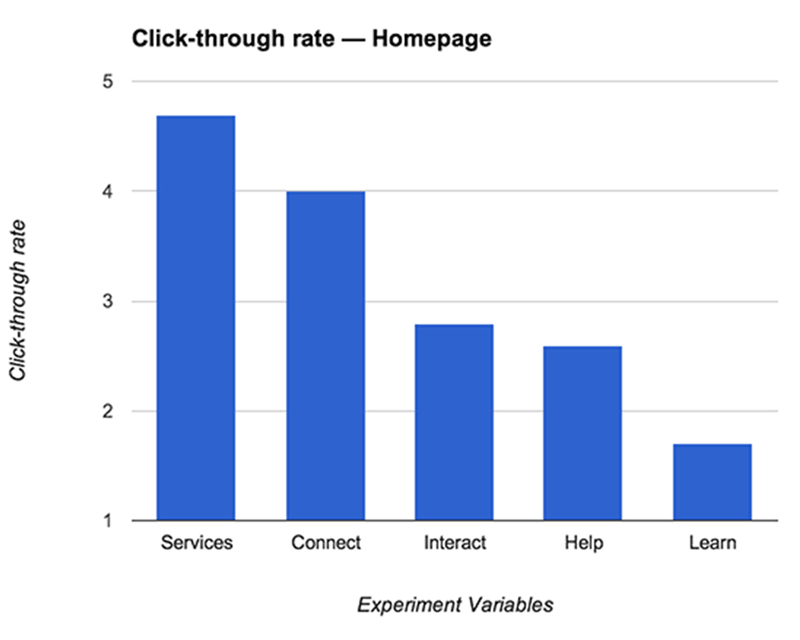 Click-through rate — Homepage
Click-through rate
5
4
3
2
1
Services
Connect
Interact
Help
Learn
Experiment Variables